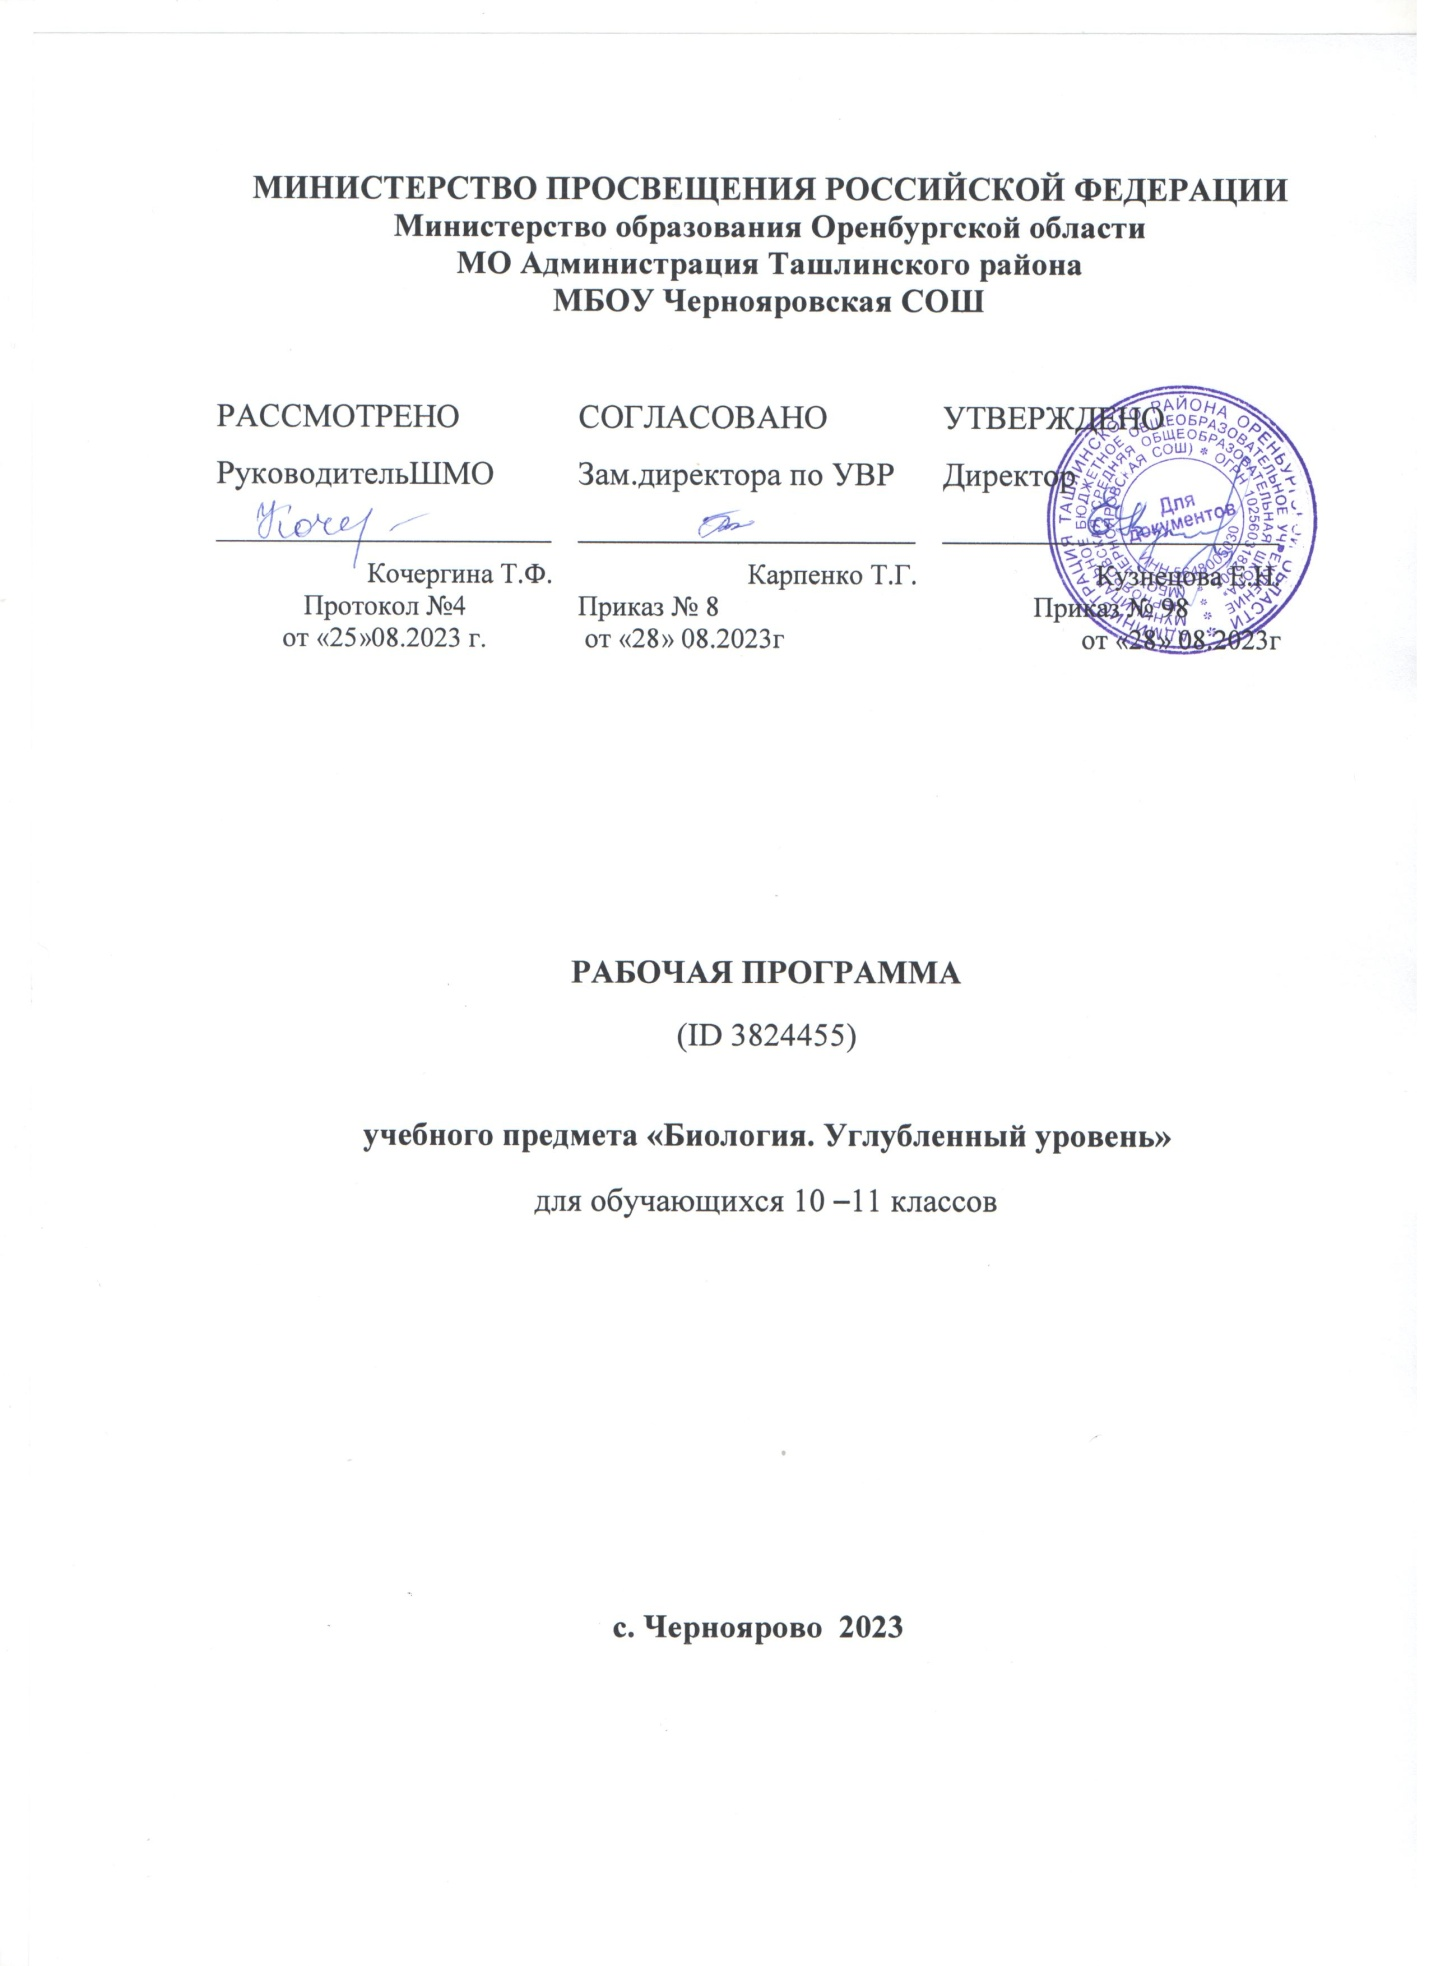 МИНИСТЕРСТВО ПРОСВЕЩЕНИЯ РОССИЙСКОЙ ФЕДЕРАЦИИ
Министерство образования Оренбургской области
МО Администрация Ташлинского района
МБОУ Чернояровская СОШ
РАССМОТРЕНО
РуководительШМО
Кочергина Т.Ф.
Протокол №4
от «25»08.2023 г.
СОГЛАСОВАНО
Зам.директора по УВР
Карпенко Т.Г.
Приказ № 8
от «28» 08.2023г
УТВЕРЖДЕНО
Директор
Кузнецова Е.Н.
Приказ № 98
от «28» 08.2023г
Для
документов
РАБОЧАЯ ПРОГРАММА
(ID 3824455)
учебного предмета «Биология. Углубленный уровень»
для обучающихся 10 –11 классов
с. Черноярово 2023